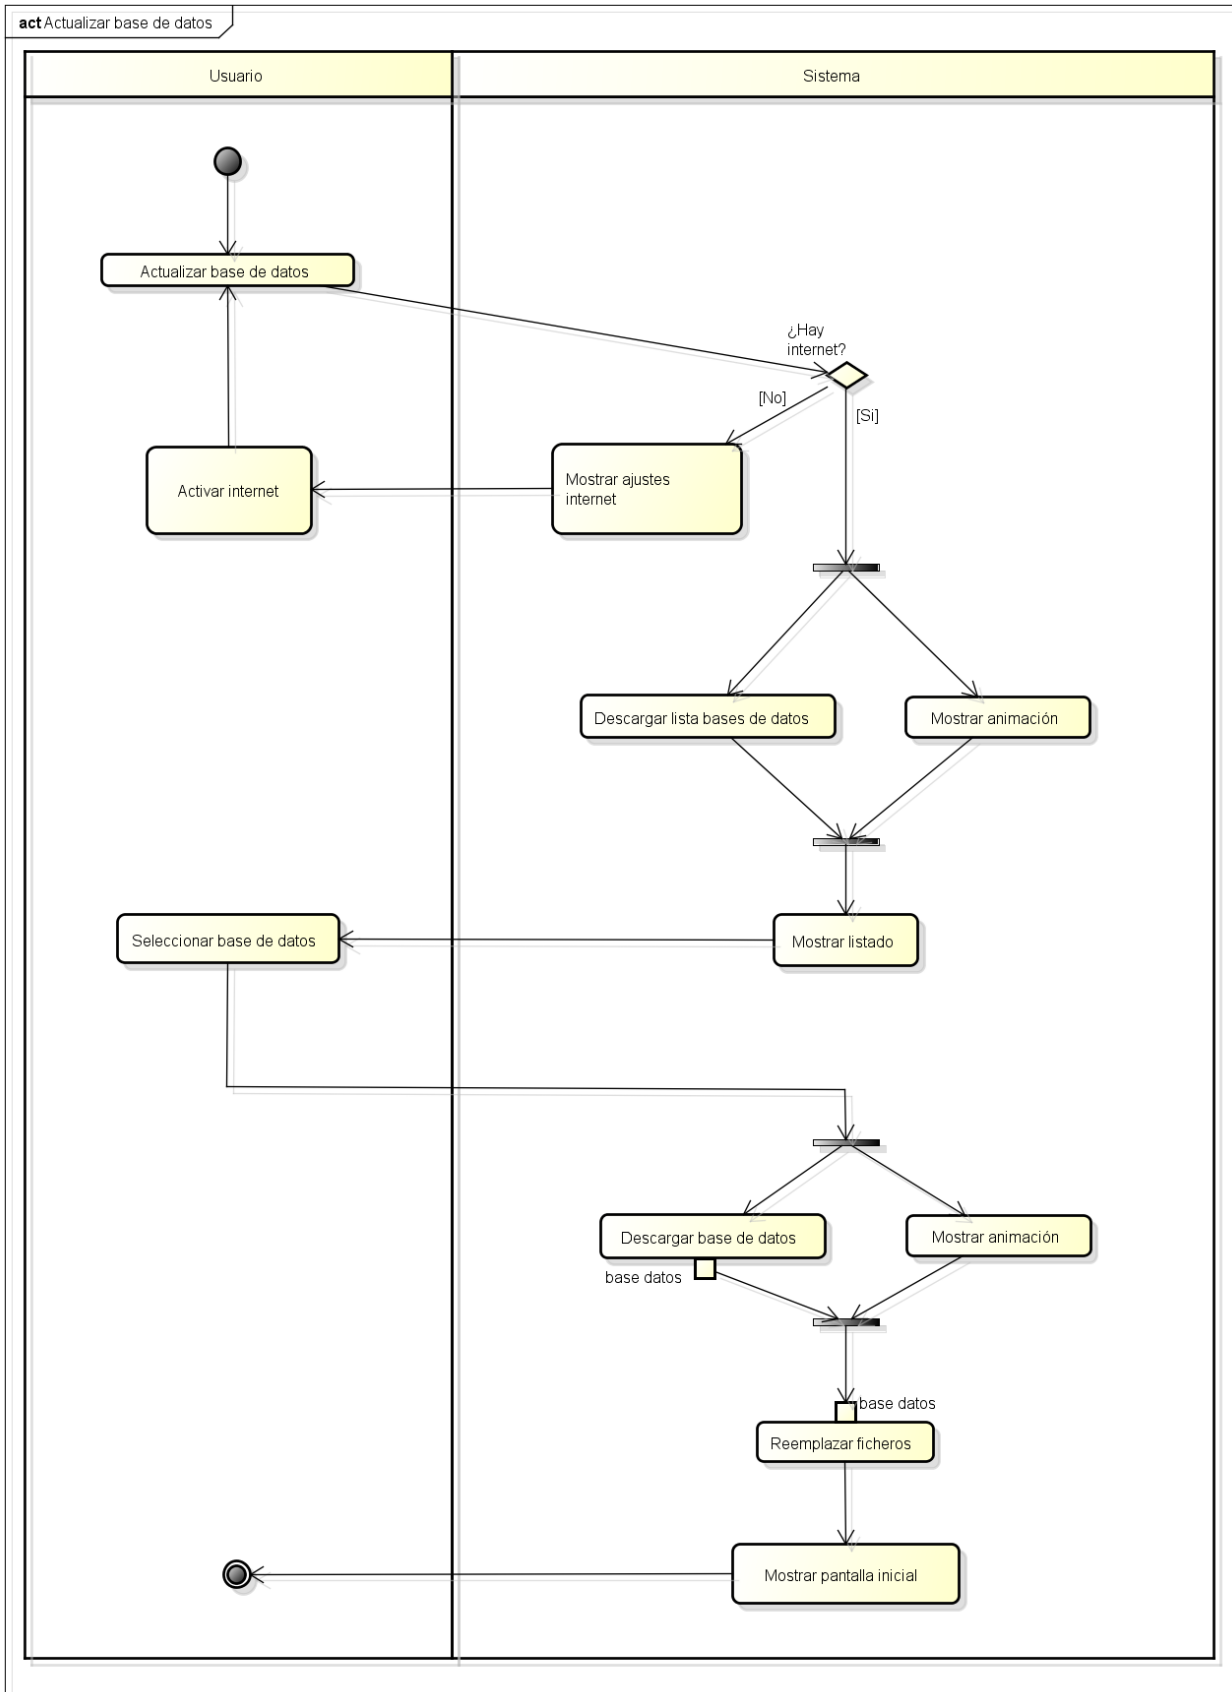 act Actualizar base de datos
Usuario
Sistema
Actualizar base de datos
¿Hay
internet?
[No]
[Si]
Activar internet
Mostrar ajustes
internet
Descargar lista bases de datos
Mostrar animación
Seleccionar base de datos
Mostrar listado
Descargar base de datos
Mostrar animación
base datos
base datos
Reemplazar ficheros
Mostrar pantalla inicial